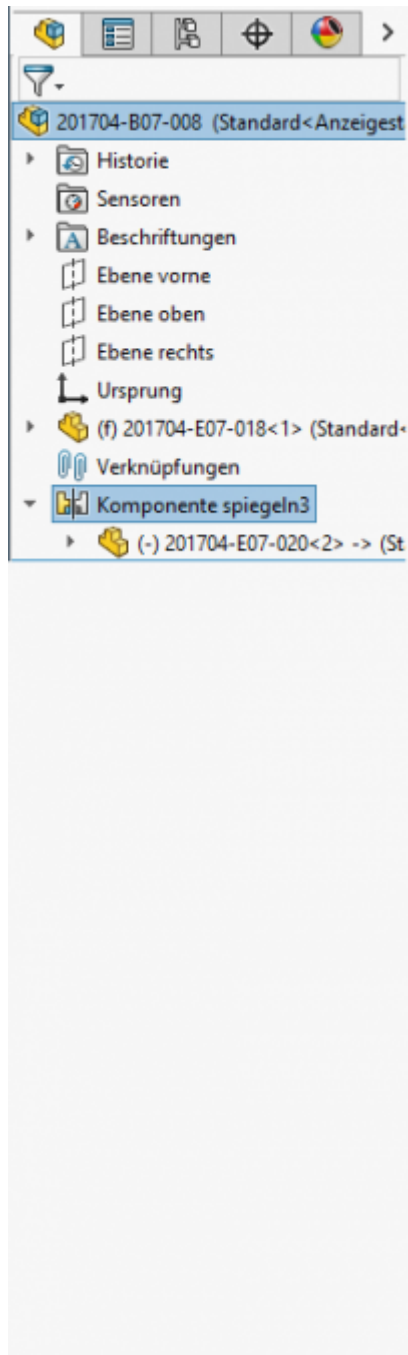 201704-B07-008 (Standard<Anzeigest
Historie
Sensoren
Beschriftungen
Ebene vorne
Ebene oben
Ebene rechts
Ursprung
(f) 201704-E07-018<1> (Standard<
Verknüpfungen
Komponente spiegeln3
(-) 201704-E07-020<2> -> (St